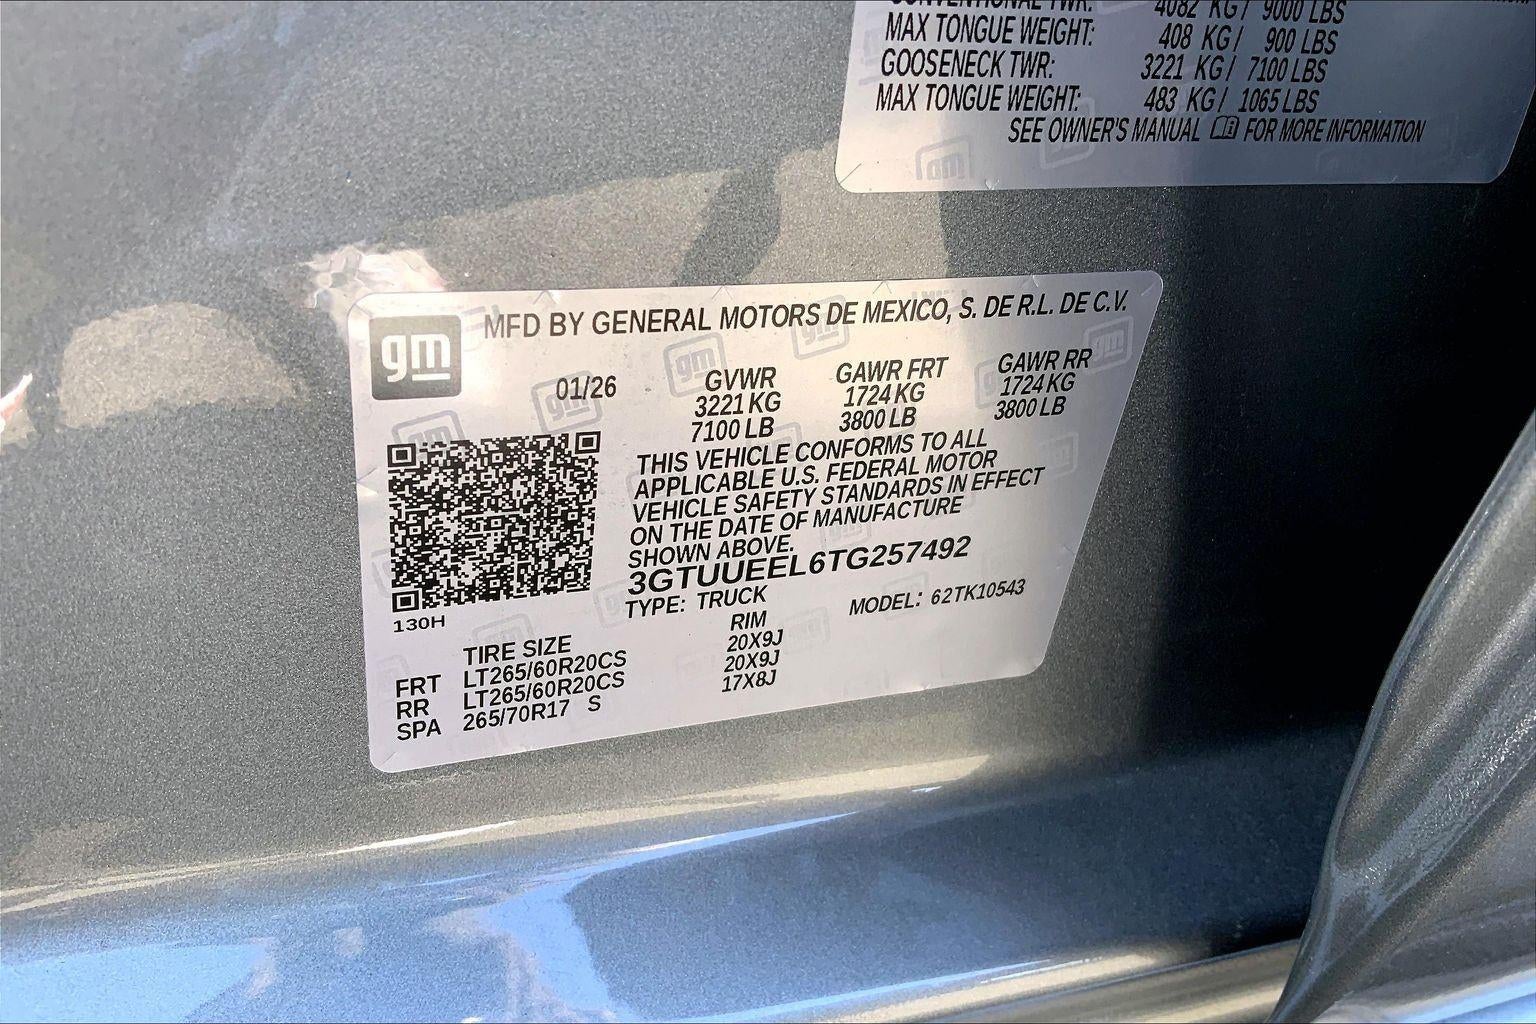 CONVENTIONAL TWR: 4082 KG / 9000 LBS
MAX TONGUE WEIGHT: 408 KG / 900 LBS
GOOSENECK TWR: 3221 KG / 7100 LBS
MAX TONGUE WEIGHT: 483 KG / 1065 LBS
SEE OWNER'S MANUAL FOR MORE INFORMATION
gm
gm MFD BY GENERAL MOTORS DE MEXICO, S. DE R.L. DE C.V.
01/26 GVWR GAWR FRT GAWR RR
3221 KG 1724 KG 1724 KG
7100 LB 3800 LB 3800 LB
THIS VEHICLE CONFORMS TO ALL
APPLICABLE U.S. FEDERAL MOTOR
VEHICLE SAFETY STANDARDS IN EFFECT
ON THE DATE OF MANUFACTURE
SHOWN ABOVE.
3GTUUEEL6TG257492
TYPE: TRUCK MODEL: 62TK10543
130H
TIRE SIZE RIM
FRT LT265/60R20CS 20X9J
RR LT265/60R20CS 20X9J
SPA 265/70R17 S 17X8J